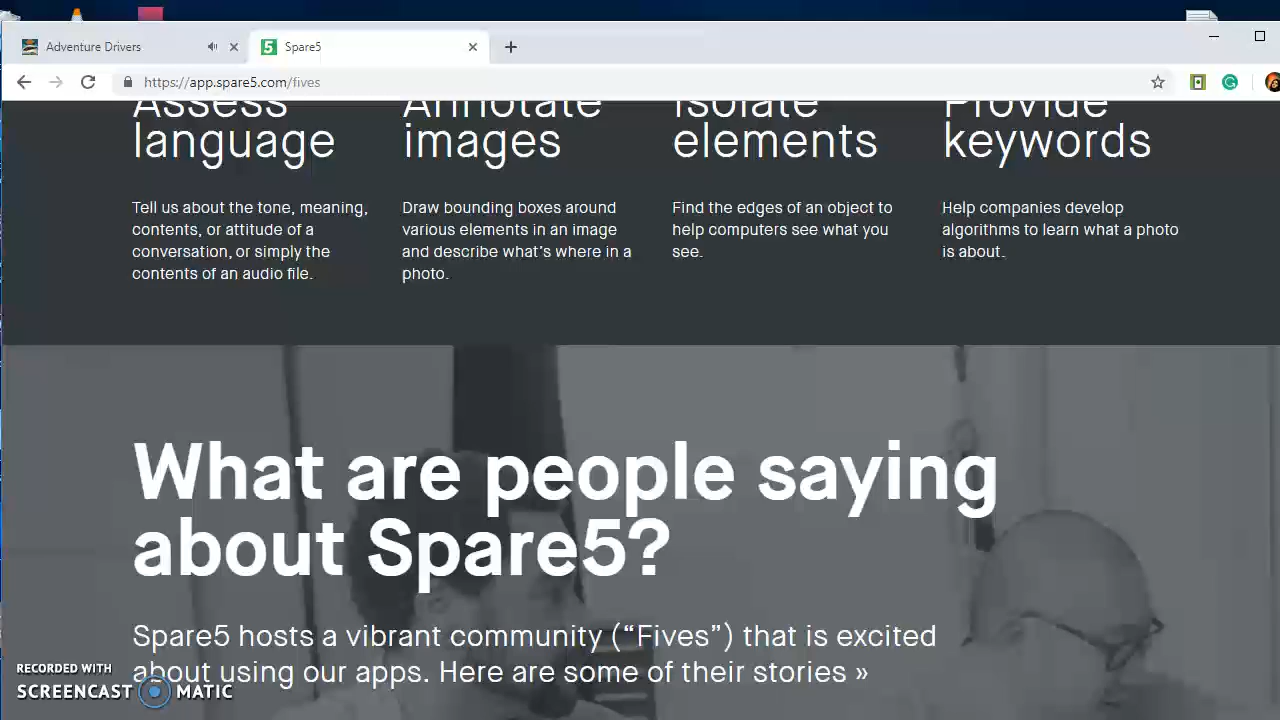 Adventure Drivers
5 Spare5
https://app.spare5.com/fives
Assess Annotate Isolate Provide
language images elements keywords
Tell us about the tone, meaning,
contents, or attitude of a
conversation, or simply the
contents of an audio file.
Draw bounding boxes around
various elements in an image
and describe what's where in a
photo.
Find the edges of an object to
help computers see what you
see.
Help companies develop
algorithms to learn what a photo
is about.
What are people saying
about Spare5?
Spare5 hosts a vibrant community (“Fives”) that is excited
about using our apps. Here are some of their stories »
RECORDED WITH
SCREENCAST MATIC